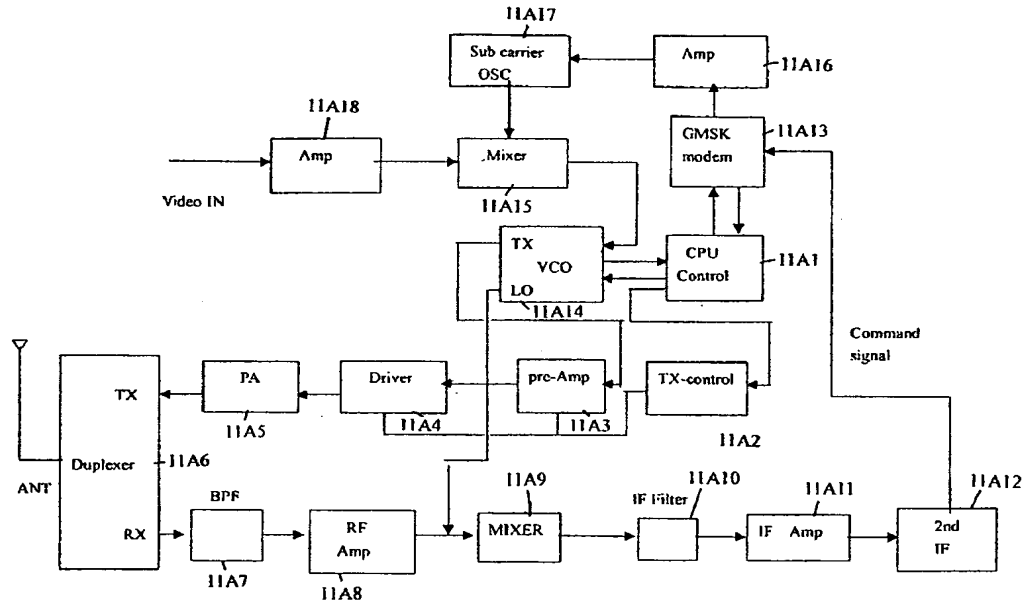 11A17
Sub carrier
OSC
Amp
11A16
11A18
Amp
Mixer
11A15
GMSK
modem
11A13
Video IN
TX
VCO
LO
11A14
CPU
Control
11A1
Command
signal
PA
11A5
Driver
11A4
pre-Amp
11A3
TX-control
11A2
TX
Duplexer
RX
11A6
ANT
BPF
11A7
RF
Amp
11A8
11A9
MIXER
IF Filter
11A10
11A11
IF Amp
11A12
2nd
IF